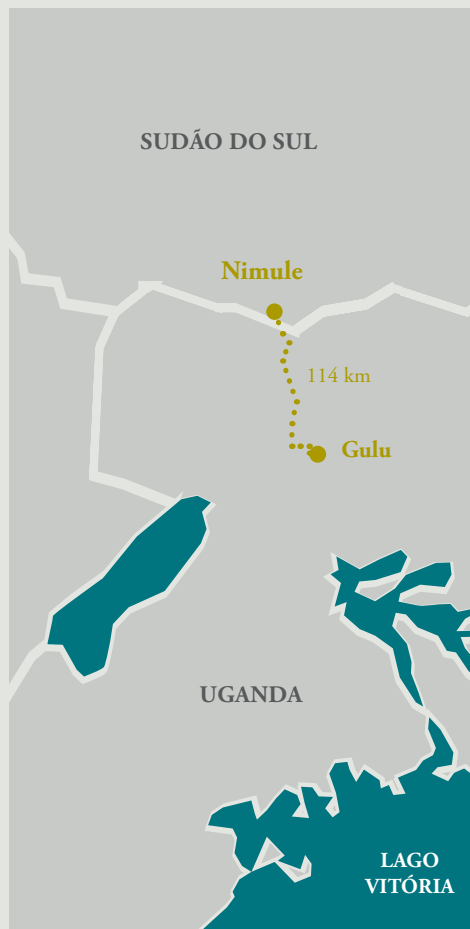 SUDÃO DO SUL
Nimule
114 km
Gulu
UGANDA
LAGO
VITÓRIA